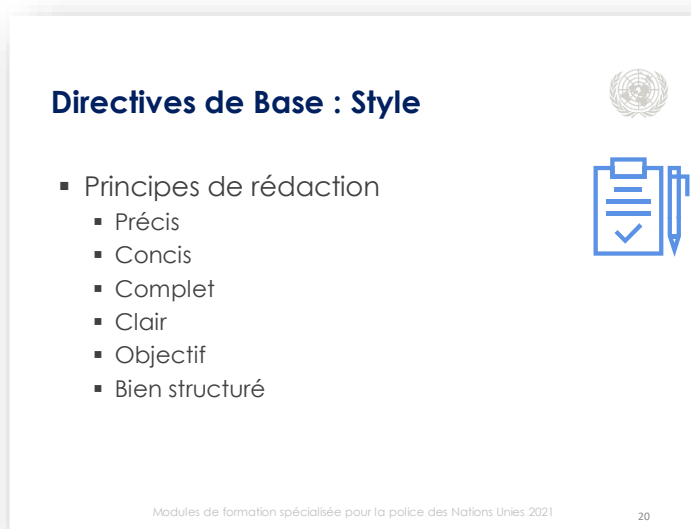 Directives de Base : Style
▪ Principes de rédaction
▪ Précis
▪ Concis
▪ Complet
▪ Clair
▪ Objectif
▪ Bien structuré
Modules de formation spécialisée pour la police des Nations Unies 2021
20